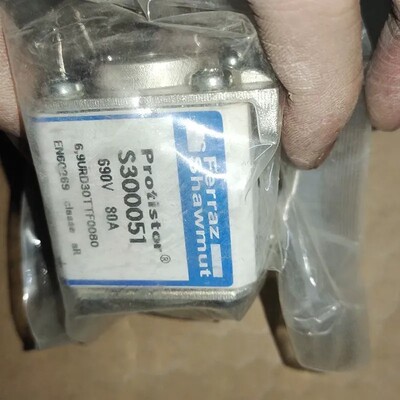 Ferraz
Shawmut
Protistor®
S300051
690V 80A
6,9URD30TTF0080
EN60269 classe aR